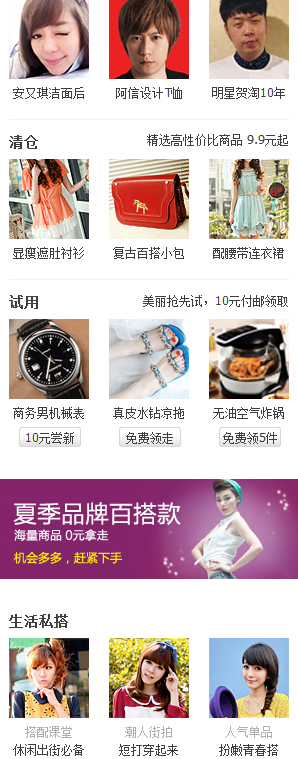 安又琪洁面后 阿信设计T恤 明星贺淘10年
清仓 精选高性价比商品 9.9元起
显瘦遮肚衬衫 复古百搭小包 配腰带连衣裙
试用 美丽抢先试，10元付邮领取
商务男机械表 真皮水钻凉拖 无油空气炸锅
10元尝新 免费领走 免费领5件
夏季品牌百搭款
海量商品 0元拿走
机会多多，赶紧下手
生活私搭
搭配课堂 潮人街拍 人气单品
休闲出街必备 短打穿起来 扮嫩青春搭